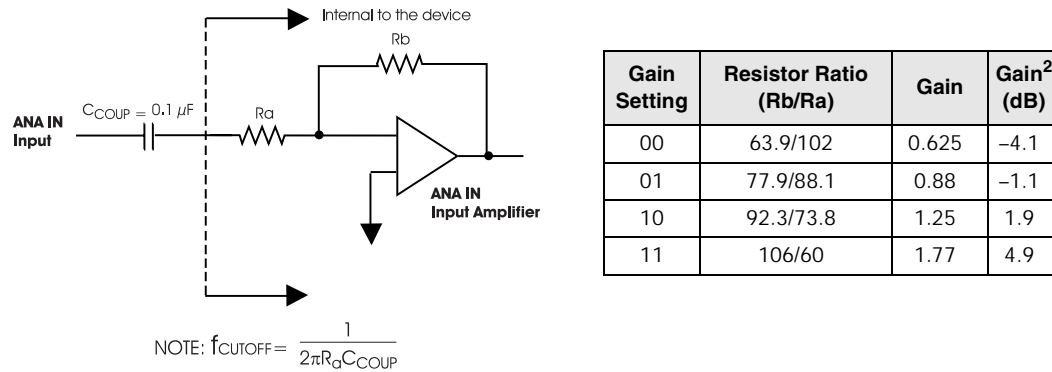 Internal to the device
Rb
C_COUP = 0.1 µF
Ra
ANA IN
Input
ANA IN
Input Amplifier
NOTE: fCUTOFF = 1 / 2πRaCCOUP
Gain Setting | Resistor Ratio (Rb/Ra) | Gain | Gain² (dB)
00 | 63.9/102 | 0.625 | –4.1
01 | 77.9/88.1 | 0.88 | –1.1
10 | 92.3/73.8 | 1.25 | 1.9
11 | 106/60 | 1.77 | 4.9